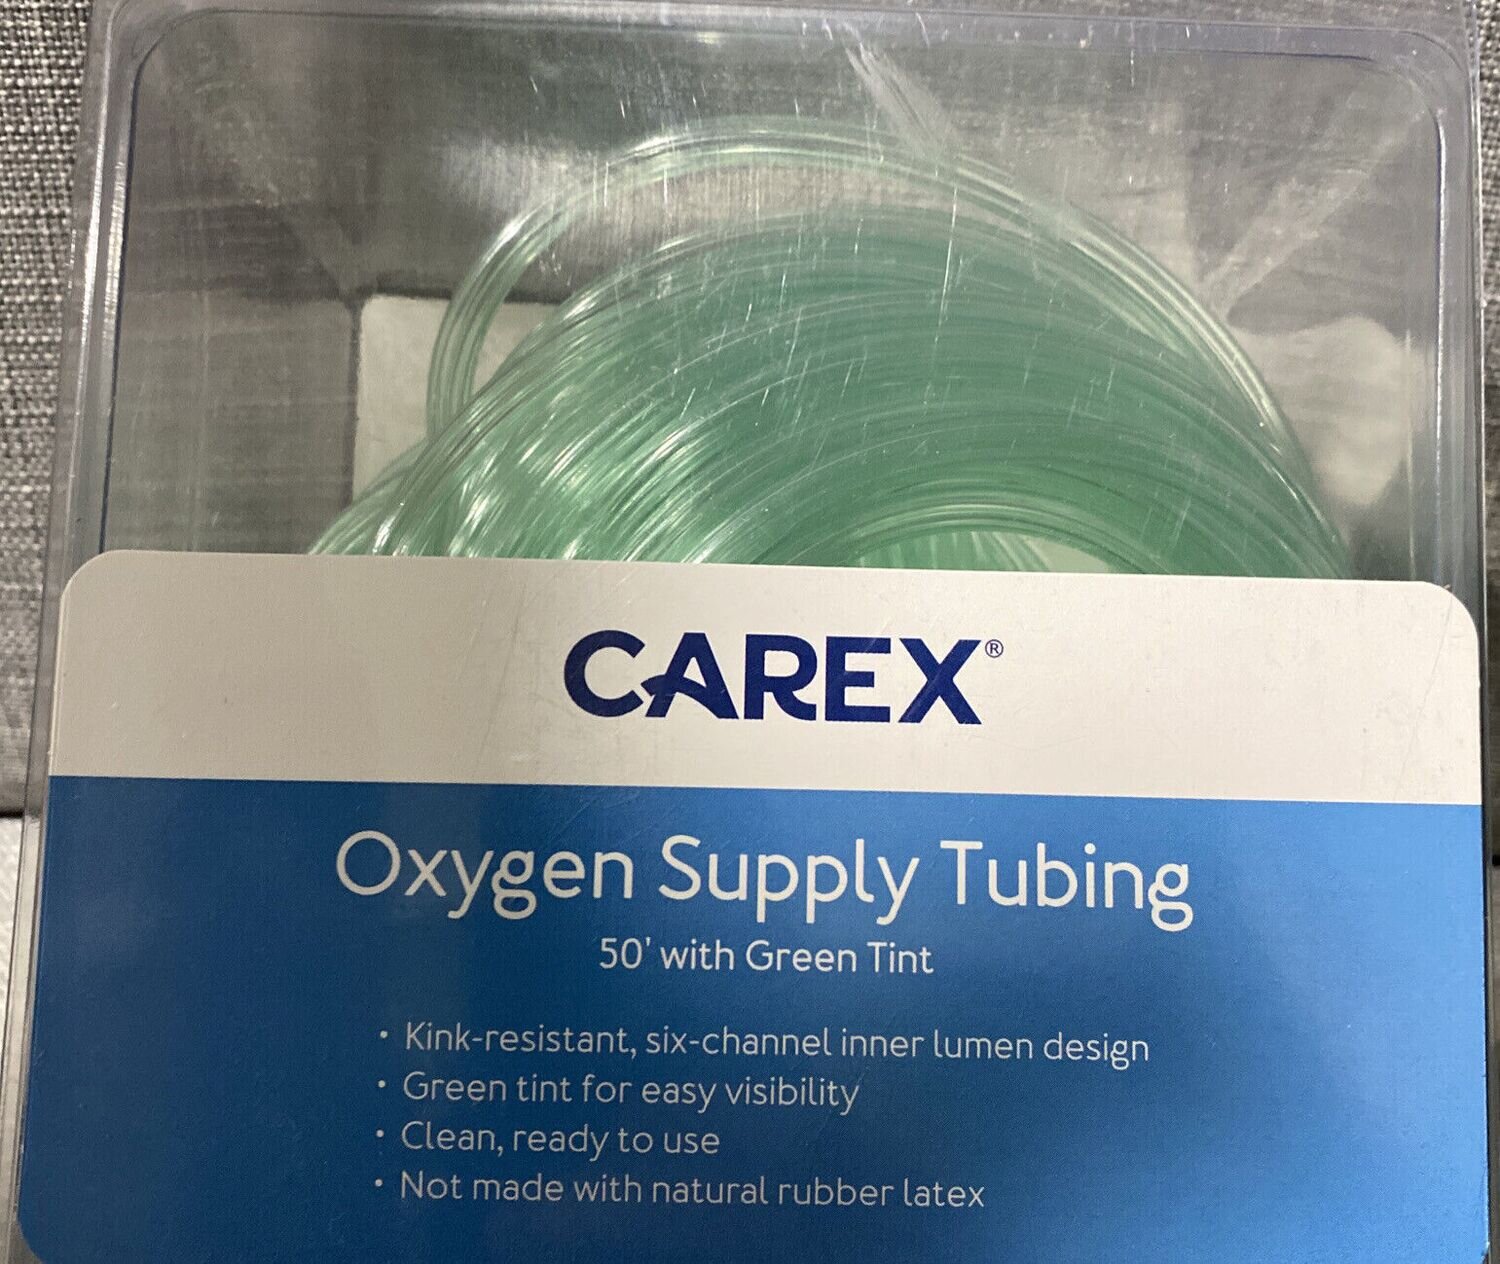 CAREX®
Oxygen Supply Tubing
50' with Green Tint
• Kink-resistant, six-channel inner lumen design
• Green tint for easy visibility
• Clean, ready to use
• Not made with natural rubber latex